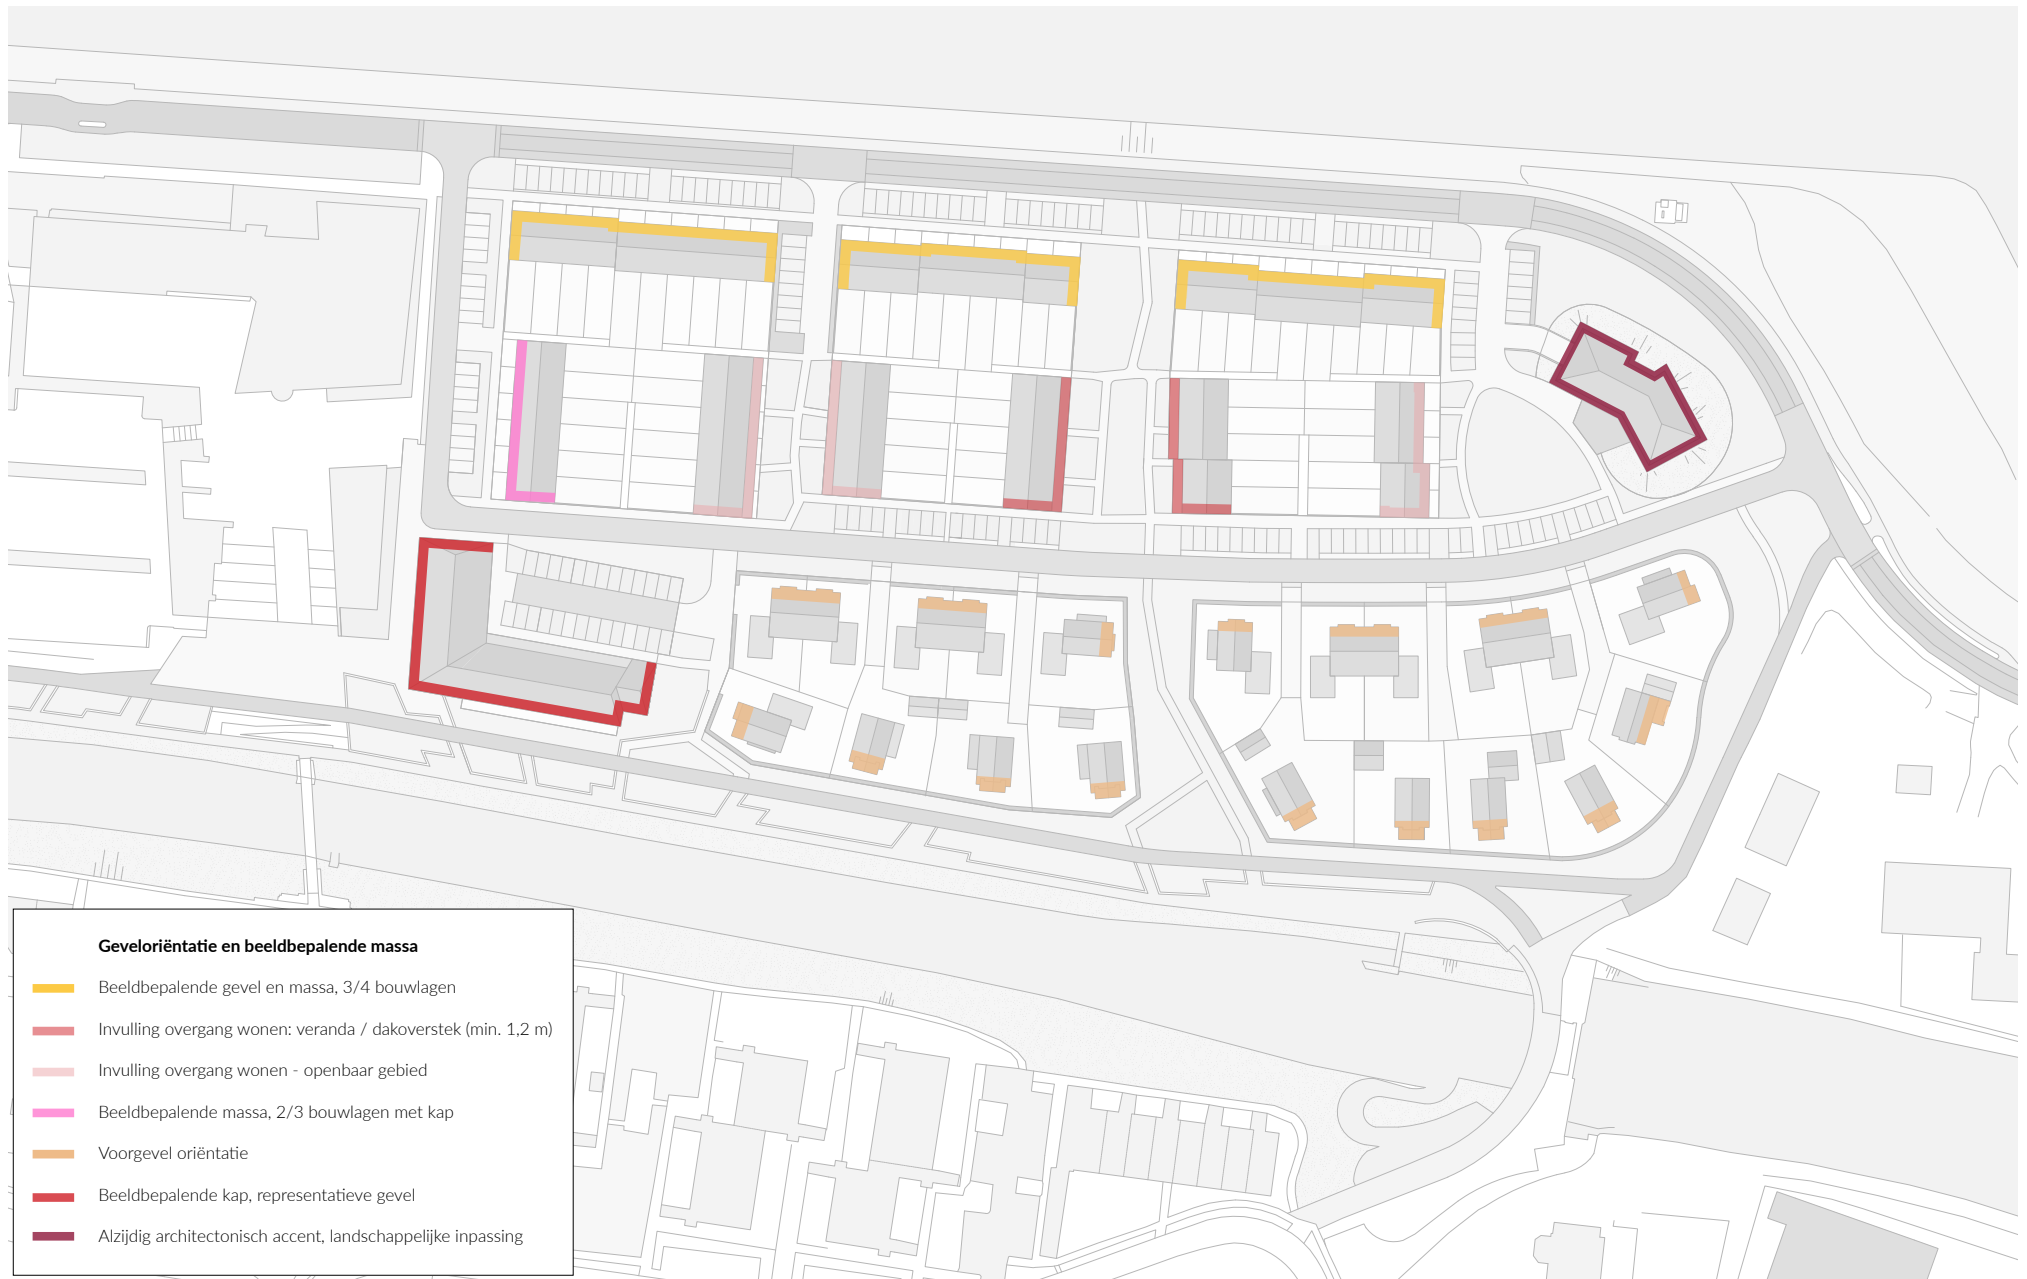 Geveloriëntatie en beeldbepalende massa
Beeldbepalende gevel en massa, 3/4 bouwlagen
Invulling overgang wonen: veranda / dakoverstek (min. 1,2 m)
Invulling overgang wonen - openbaar gebied
Beeldbepalende massa, 2/3 bouwlagen met kap
Voorgevel oriëntatie
Beeldbepalende kap, representatieve gevel
Alzijdig architectonisch accent, landschappelijke inpassing